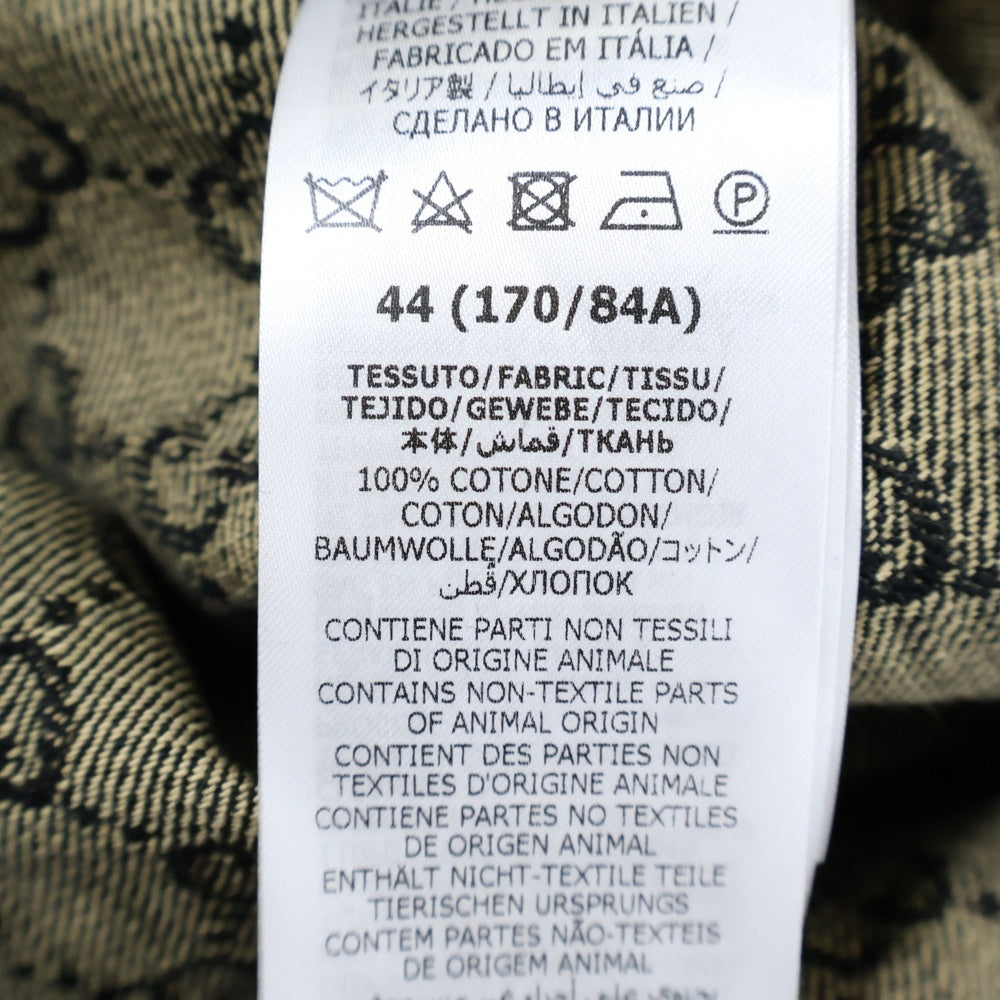 ITALIE /
HERGESTELLT IN ITALIEN /
FABRICADO EM ITÁLIA /
イタリア製 / صنع في إيطاليا /
СДЕЛАНО В ИТАЛИИ
P
44 (170/84A)
TESSUTO/FABRIC/TISSU/
TEJIDO/GEWEBE/TECIDO/
本体/قماش/ТКАНЬ
100% COTONE/COTTON/
COTON/ALGODON/
BAUMWOLLE/ALGODÃO/コットン/
قُطن/ХЛОПОК
CONTIENE PARTI NON TESSILI
DI ORIGINE ANIMALE
CONTAINS NON-TEXTILE PARTS
OF ANIMAL ORIGIN
CONTIENT DES PARTIES NON
TEXTILES D'ORIGINE ANIMALE
CONTIENE PARTES NO TEXTILES
DE ORIGEN ANIMAL
ENTHÄLT NICHT-TEXTILE TEILE
TIERISCHEN URSPRUNGS
CONTEM PARTES NÃO-TEXTEIS
DE ORIGEM ANIMAL